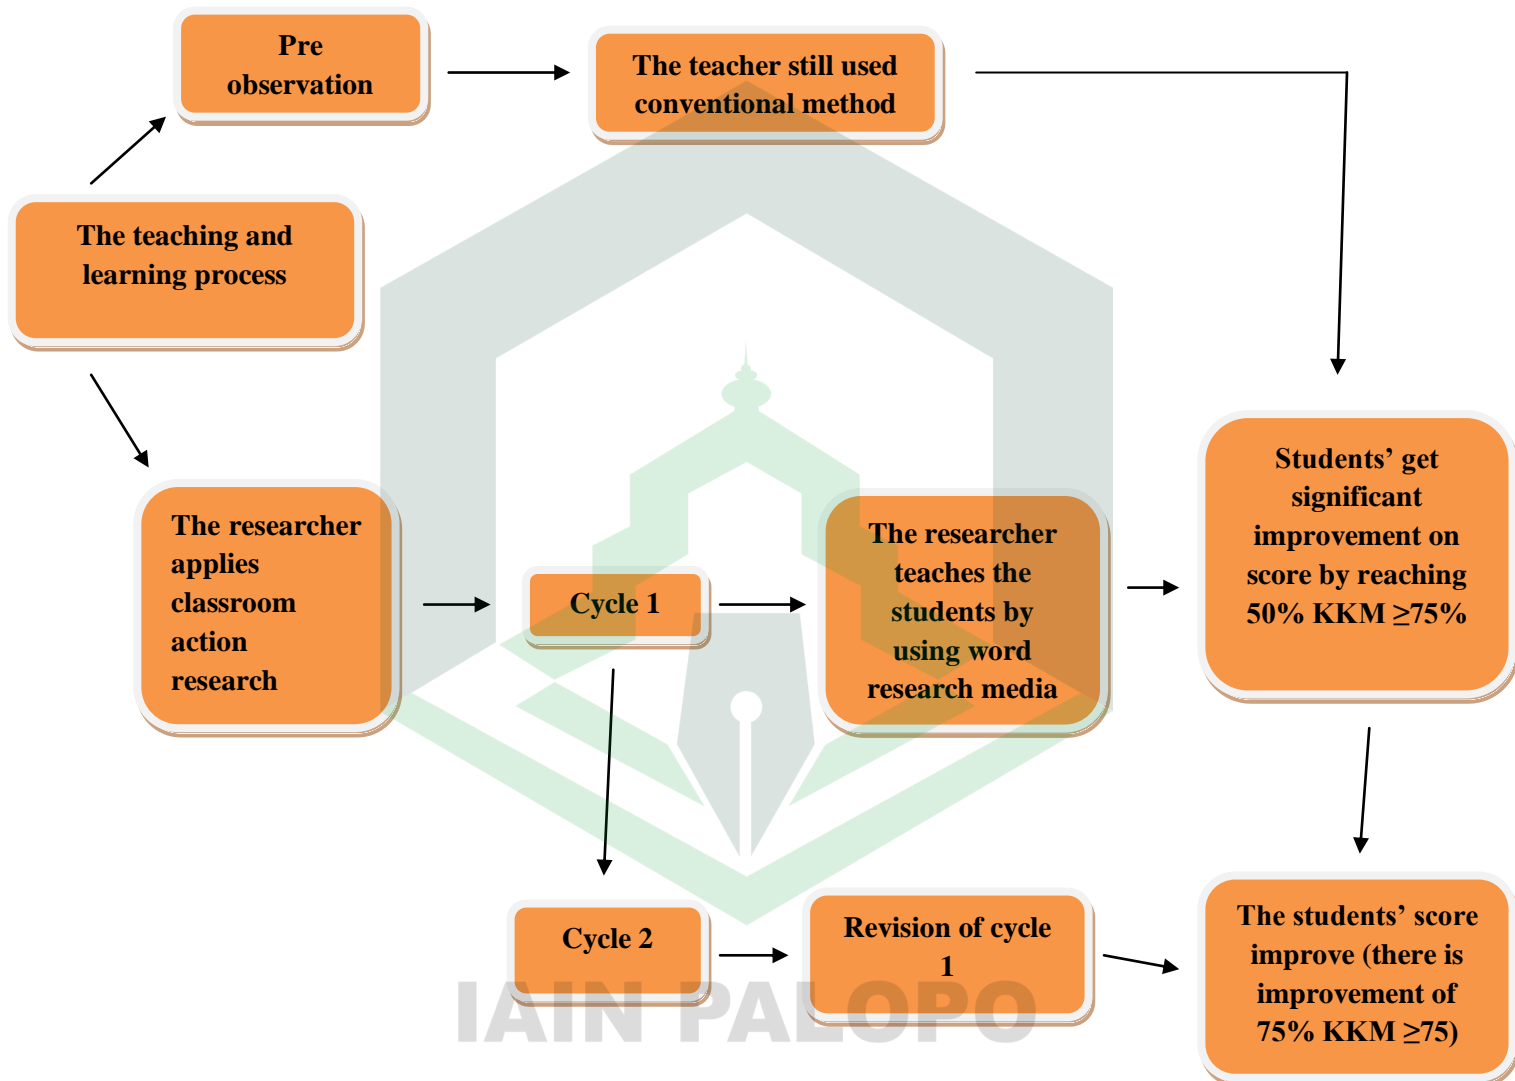 Pre
observation
The teacher still used
conventional method
The teaching and
learning process
The researcher
applies
classroom
action
research
Cycle 1
The researcher
teaches the
students by
using word
research media
Students’ get
significant
improvement on
score by reaching
50% KKM ≥75%
Cycle 2
Revision of cycle
1
The students’ score
improve (there is
improvement of
75% KKM ≥75)
IAIN PALOPO